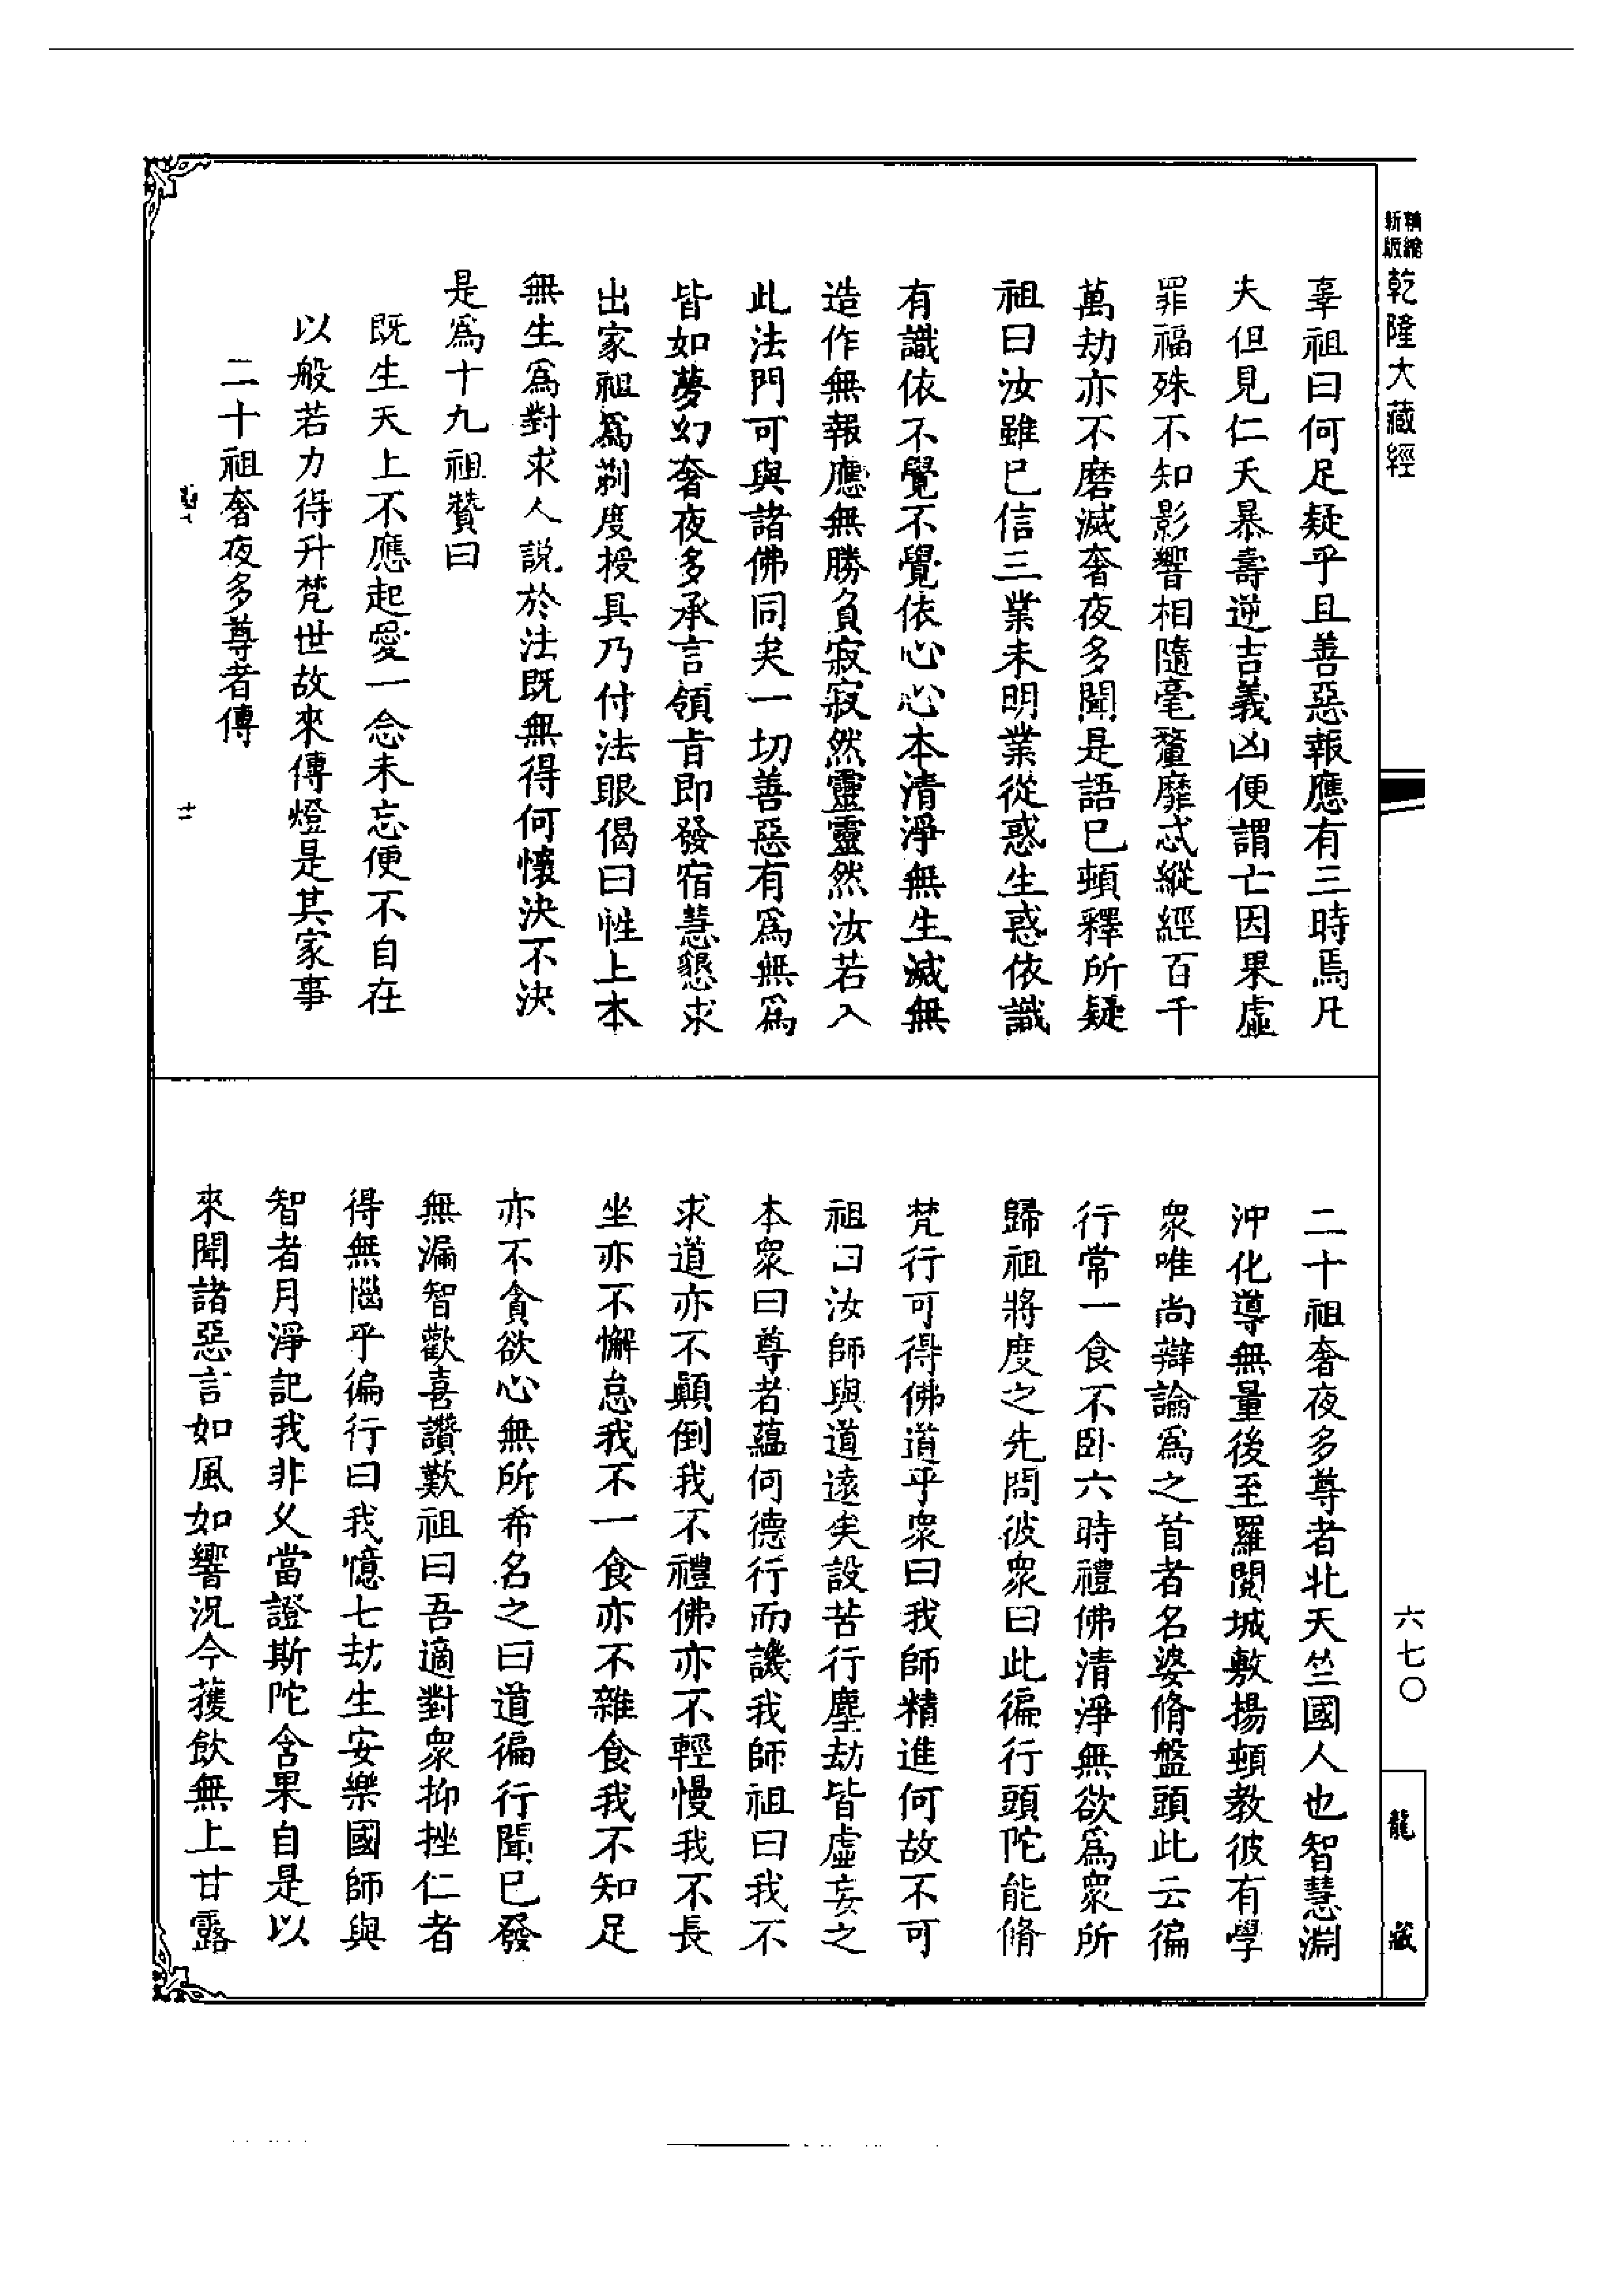 精縮新版乾隆大藏經
辜祖曰何足疑乎且善惡報應有三時焉凡
夫但見仁夭暴壽逆吉義凶便謂亡因果虛
罪福殊不知影響相隨毫釐靡忒縱經百千
萬劫亦不磨滅奢夜多聞是語已頓釋所疑
祖曰汝雖已信三業未明業從惑生惑依識
有識依不覺不覺依心心本清淨無生滅無
造作無報應無勝負寂寂然靈靈然汝若入
此法門可與諸佛同矣一切善惡有爲無爲
皆如夢幻奢夜多承言領旨即發宿慧懇求
出家祖爲剃度授具乃付法眼偈曰性上本
無生爲對求人說於法既無得何懷決不決
是爲十九祖贊曰
既生天上不應起愛一念未忘便不自在
以般若力得升梵世故來傳燈是其家事
二十祖奢夜多尊者傳
二十祖奢夜多尊者北天竺國人也智慧淵
沖化導無量後至羅閱城敷揚頓教彼有學
衆唯尚辯論爲之首者名婆脩盤頭此云徧
行常一食不卧六時禮佛清淨無欲爲衆所
歸祖將度之先問彼衆曰此徧行頭陀能脩
梵行可得佛道乎衆曰我師精進何故不可
祖曰汝師與道遠矣設苦行塵劫皆虛妄之
本衆曰尊者蘊何德行而譏我師祖曰我不
求道亦不顛倒我不禮佛亦不輕慢我不長
坐亦不懈怠我不一食亦不雜食我不知足
亦不貪欲心無所希名之曰道徧行聞已發
無漏智歡喜讚歎祖曰吾適對衆抑挫仁者
得無惱乎徧行曰我憶七劫生安樂國師與
智者月淨記我非久當證斯陀含果自是以
來聞諸惡言如風如響況今獲飲無上甘露
六七〇
龍藏